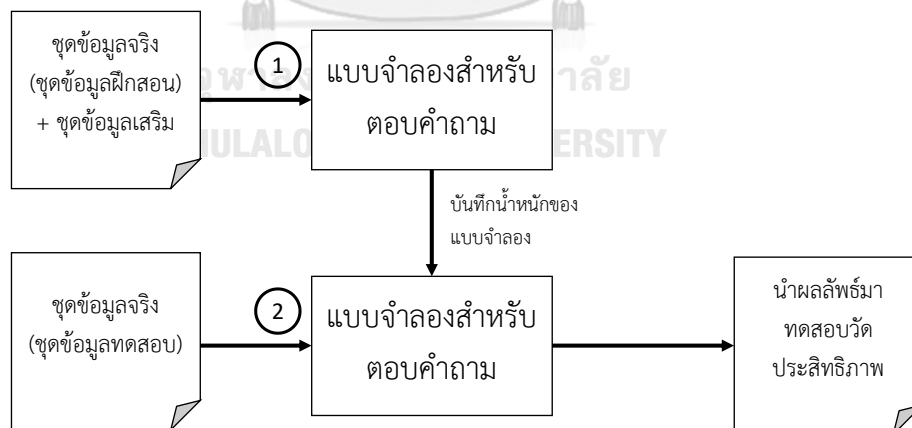 ชุดข้อมูลจริง
(ชุดข้อมูลฝึกสอน)
+ ชุดข้อมูลเสริม
1
แบบจำลองสำหรับ
ตอบคำถาม
บันทึกน้ำหนักของ
แบบจำลอง
ชุดข้อมูลจริง
(ชุดข้อมูลทดสอบ)
2
แบบจำลองสำหรับ
ตอบคำถาม
นำผลลัพธ์มา
ทดสอบวัด
ประสิทธิภาพ